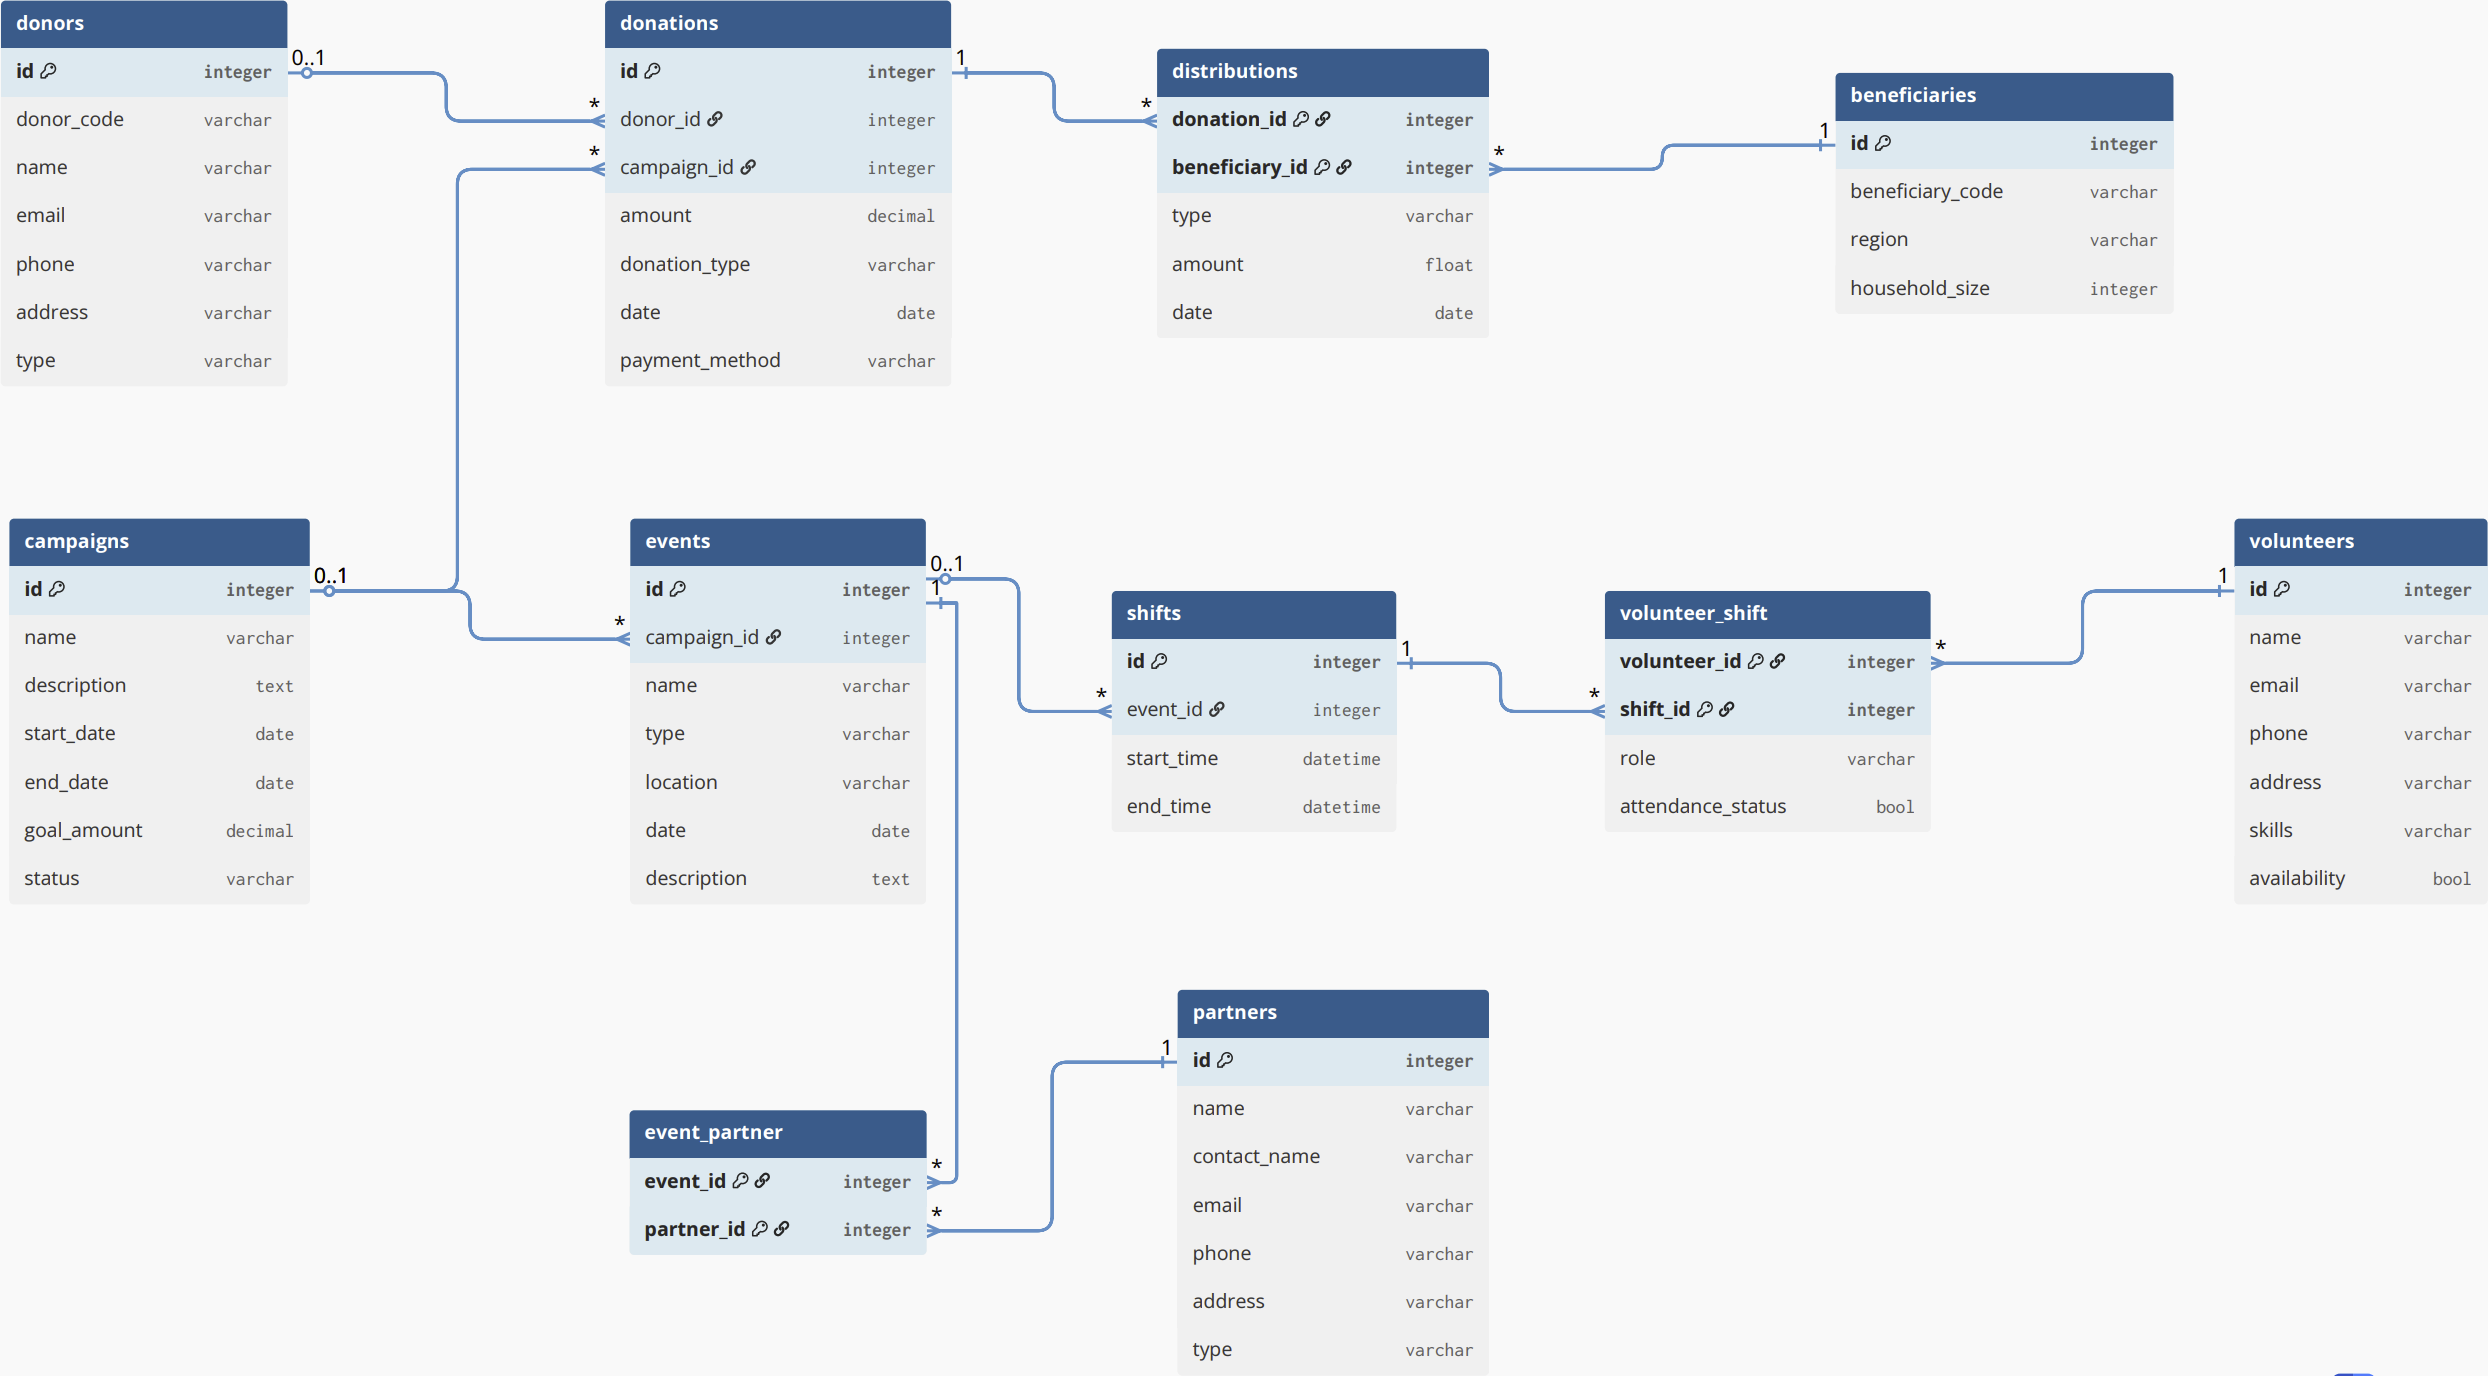 donors
id integer
donor_code varchar
name varchar
email varchar
phone varchar
address varchar
type varchar
0..1
*
*
donations
id integer
donor_id integer
campaign_id integer
amount decimal
donation_type varchar
date date
payment_method varchar
1
*
distributions
donation_id integer
beneficiary_id integer
type varchar
amount float
date date
*
1
beneficiaries
id integer
beneficiary_code varchar
region varchar
household_size integer
campaigns
id integer
name varchar
description text
start_date date
end_date date
goal_amount decimal
status varchar
0..1
*
events
id integer
campaign_id integer
name varchar
type varchar
location varchar
date date
description text
0..1
1
*
shifts
id integer
event_id integer
start_time datetime
end_time datetime
1
*
volunteer_shift
volunteer_id integer
shift_id integer
role varchar
attendance_status bool
*
1
volunteers
id integer
name varchar
email varchar
phone varchar
address varchar
skills varchar
availability bool
event_partner
event_id integer
partner_id integer
*
*
1
partners
id integer
name varchar
contact_name varchar
email varchar
phone varchar
address varchar
type varchar